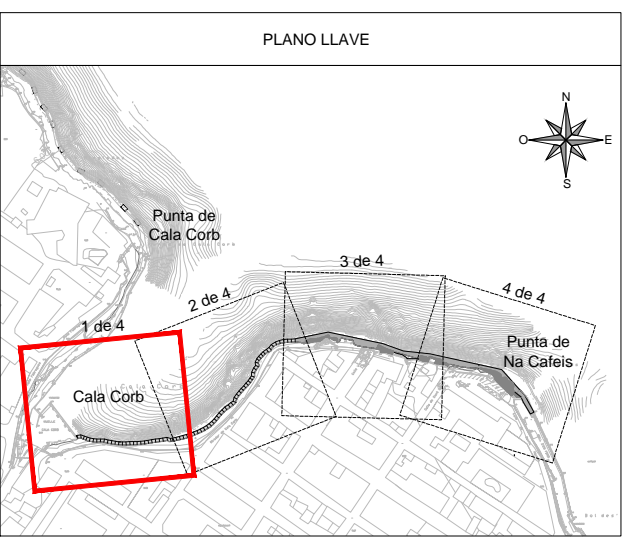 PLANO LLAVE
N
O
E
S
Punta de
Cala Corb
3 de 4
2 de 4
4 de 4
1 de 4
Punta de
Na Cafeis
Cala Corb